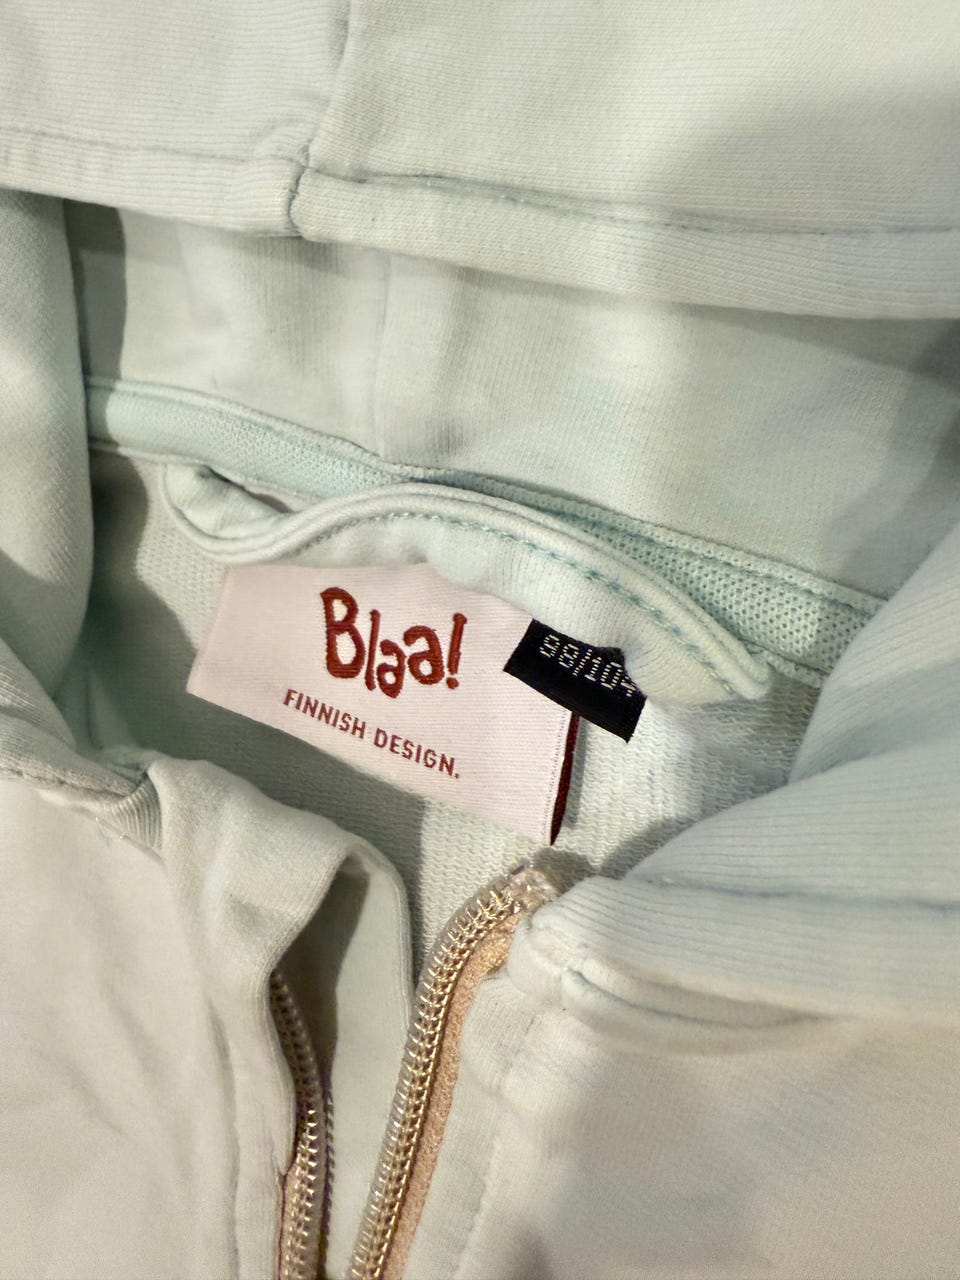 Blaa!
FINNISH DESIGN.
98/104